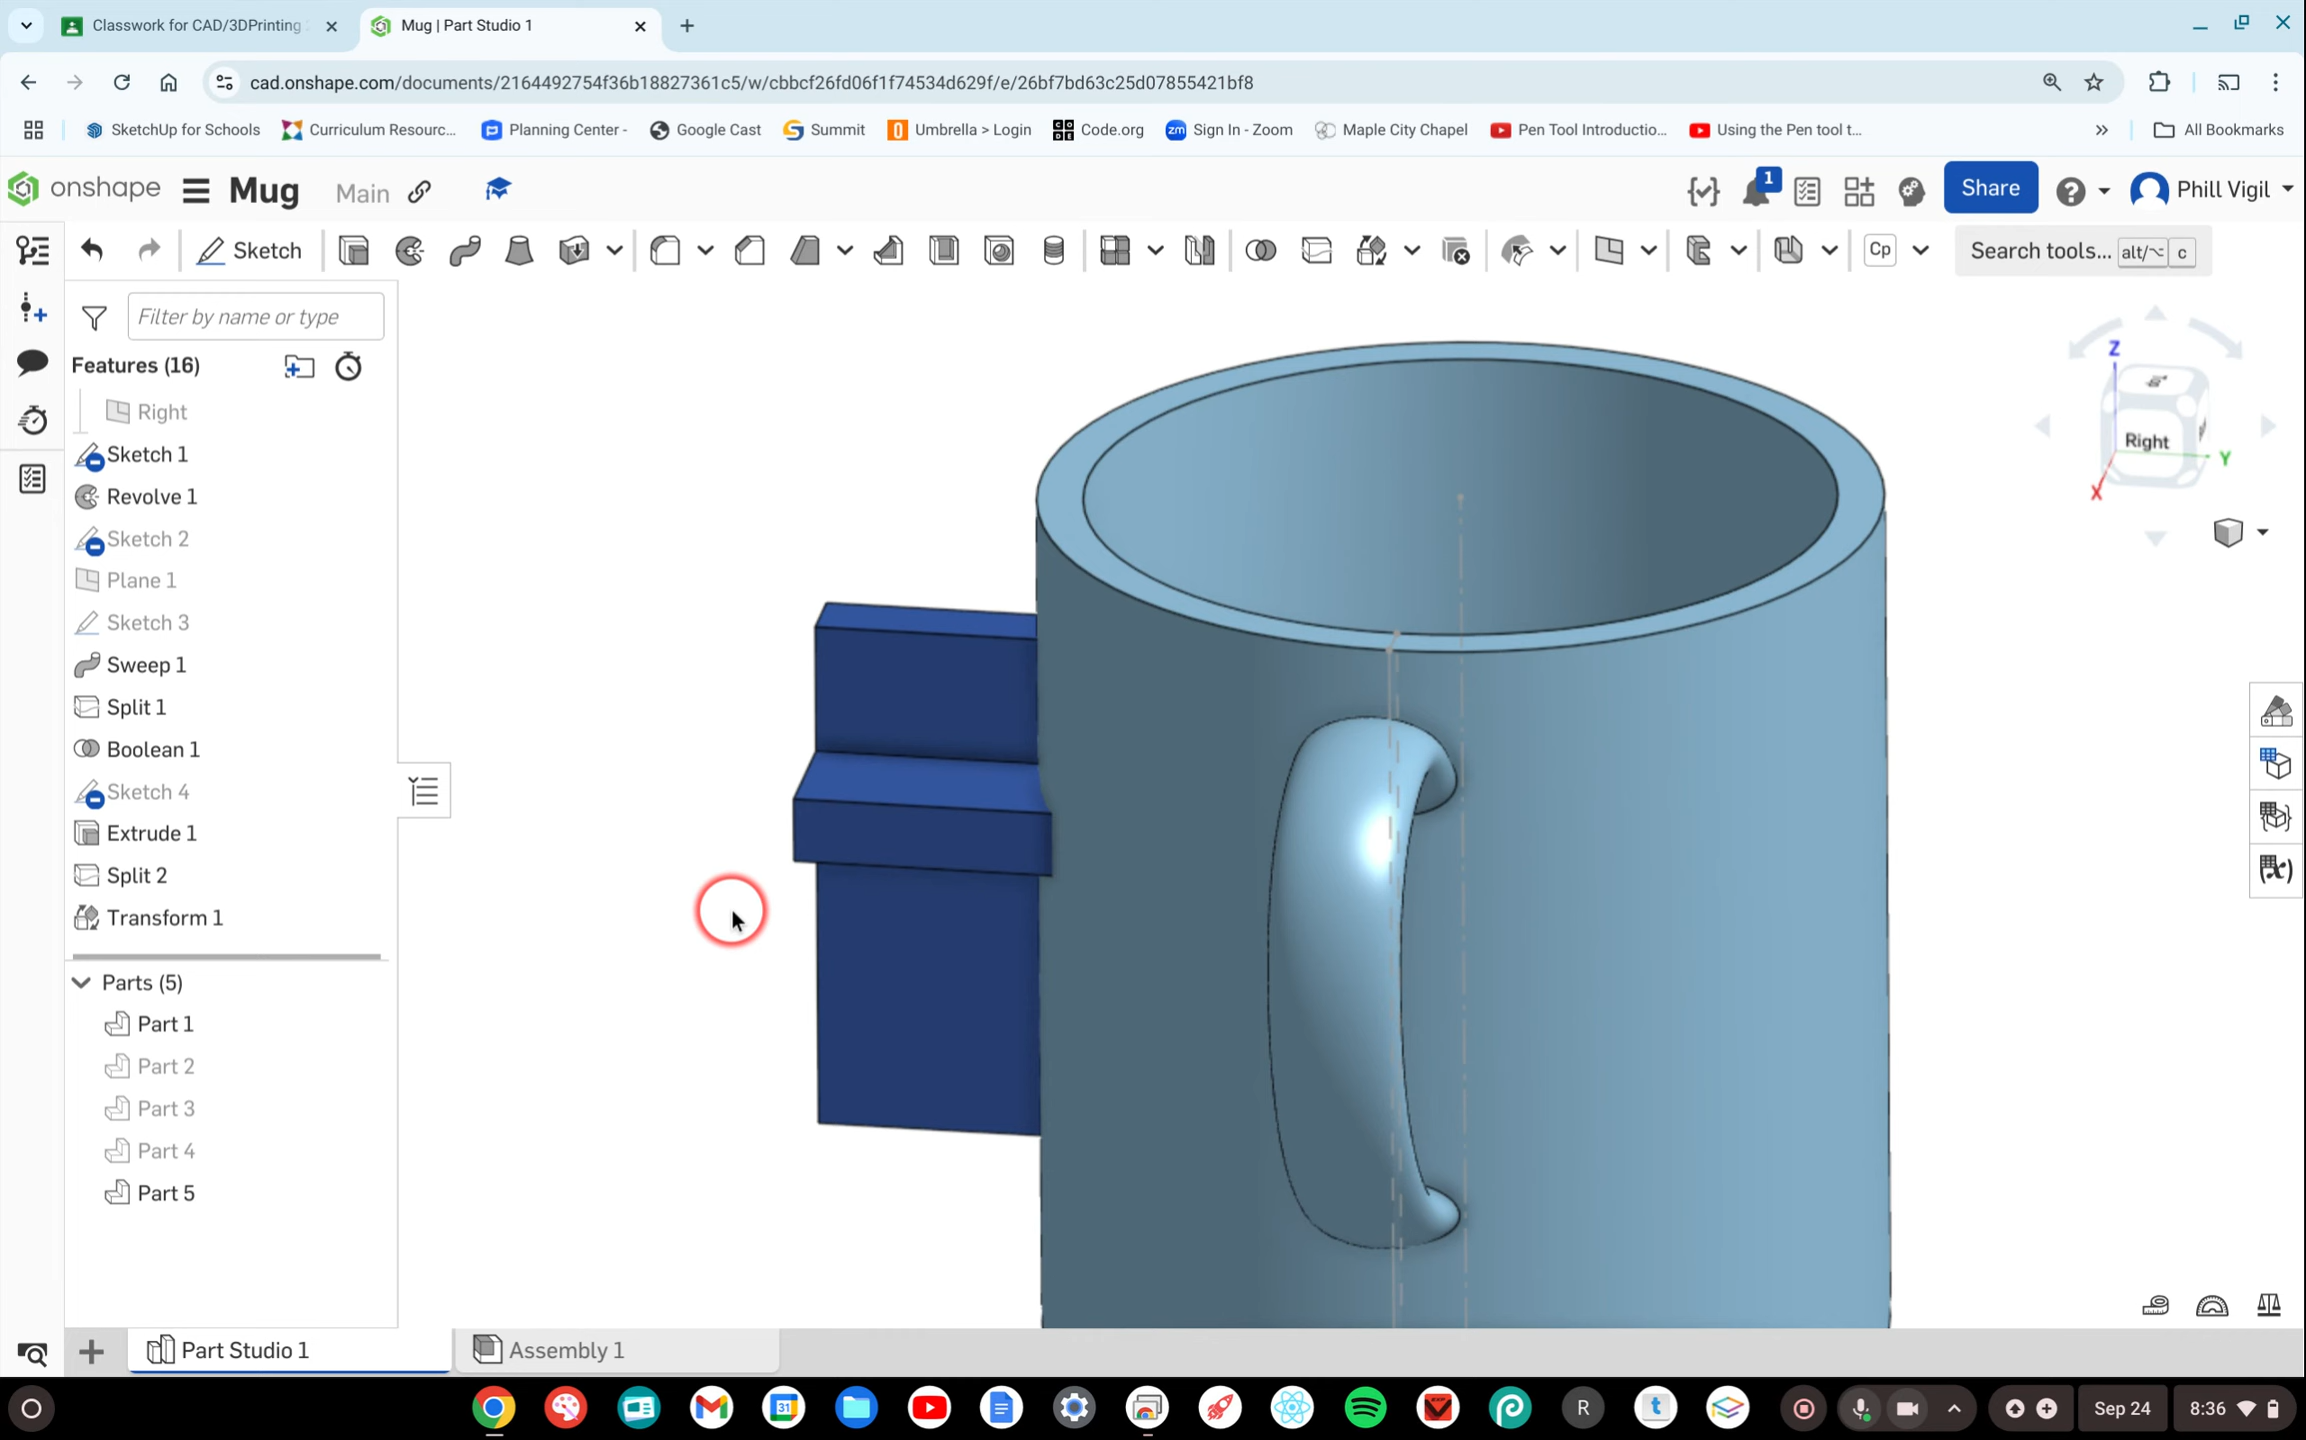 Classwork for CAD/3DPrinting
Mug | Part Studio 1
cad.onshape.com/documents/2164492754f36b18827361c5/w/cbbcf26fd06f1f74534d629f/e/26bf7bd63c25d07855421bf8
SketchUp for Schools
Curriculum Resourc...
Planning Center -
Google Cast
Summit
Umbrella > Login
Code.org
Sign In - Zoom
Maple City Chapel
Pen Tool Introductio...
Using the Pen tool t...
All Bookmarks
onshape
Mug
Main
1
Share
Phill Vigil
Sketch
Cp
Search tools... alt/⌥ c
Filter by name or type
Features (16)
Right
Sketch 1
Revolve 1
Sketch 2
Plane 1
Sketch 3
Sweep 1
Split 1
Boolean 1
Sketch 4
Extrude 1
Split 2
Transform 1
Parts (5)
Part 1
Part 2
Part 3
Part 4
Part 5
Z
Right
Y
X
(x)
Part Studio 1
Assembly 1
31
R
t
Sep 24
8:36